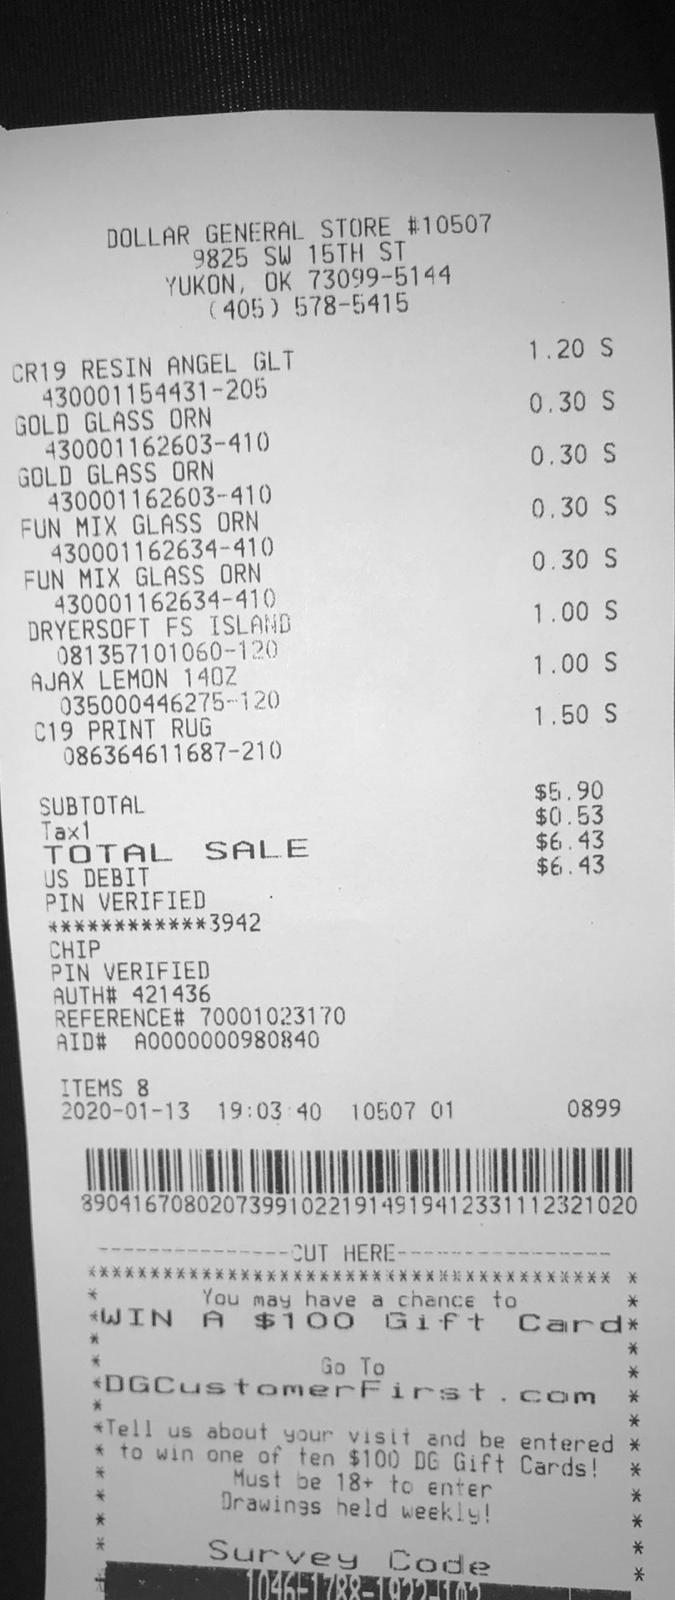 DOLLAR GENERAL STORE #10507
9825 SW 15TH ST
YUKON, OK 73099-5144
(405) 578-5415
CR19 RESIN ANGEL GLT 1.20 S
430001154431-205
GOLD GLASS ORN 0.30 S
430001162603-410
GOLD GLASS ORN 0.30 S
430001162603-410
FUN MIX GLASS ORN 0.30 S
430001162634-410
FUN MIX GLASS ORN 0.30 S
430001162634-410
DRYERSOFT FS ISLAND 1.00 S
081357101060-120
AJAX LEMON 14OZ 1.00 S
035000446275-120
C19 PRINT RUG 1.50 S
086364611687-210
SUBTOTAL $5.90
Tax1 $0.53
TOTAL SALE $6.43
US DEBIT $6.43
PIN VERIFIED
************3942
CHIP
PIN VERIFIED
AUTH# 421436
REFERENCE# 70001023170
AID# A0000000980840
ITEMS 8
2020-01-13 19:03:40 10507 01 0899
890416708020739910221914919412331112321020
---------------CUT HERE-----------------
*************************************** *
* You may have a chance to *
*WIN A $100 Gift Card*
* *
* Go To *
*DGCustomerFirst.com *
* *
*Tell us about your visit and be entered *
* to win one of ten $100 DG Gift Cards! *
* Must be 18+ to enter *
* Drawings held weekly! *
* *
* Survey Code *